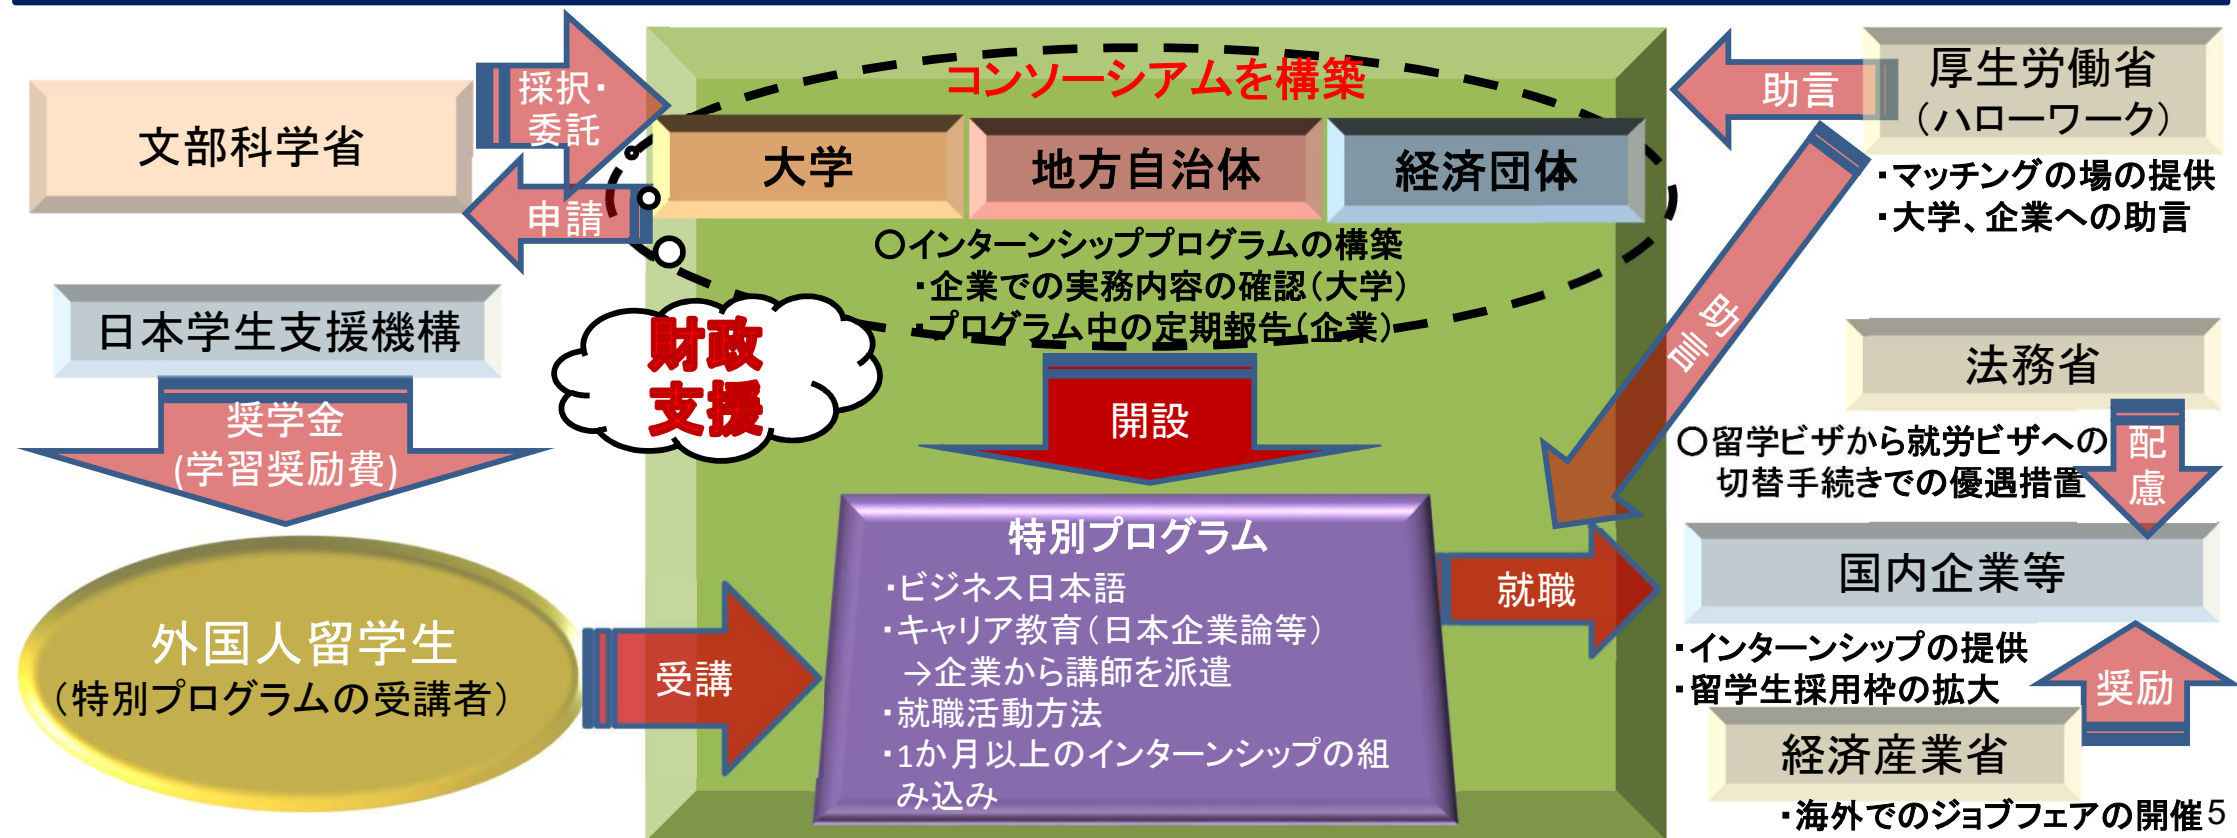 文部科学省
採択・
委託
申請
コンソーシアムを構築
大学
地方自治体
経済団体
○インターンシッププログラムの構築
・企業での実務内容の確認(大学)
・プログラム中の定期報告(企業)
財政
支援
開設
日本学生支援機構
奨学金
(学習奨励費)
外国人留学生
(特別プログラムの受講者)
受講
特別プログラム
・ビジネス日本語
・キャリア教育(日本企業論等)
→企業から講師を派遣
・就職活動方法
・1か月以上のインターンシップの組
み込み
就職
助言
厚生労働省
(ハローワーク)
・マッチングの場の提供
・大学、企業への助言
助言
法務省
○留学ビザから就労ビザへの
切替手続きでの優遇措置
配慮
国内企業等
・インターンシップの提供
・留学生採用枠の拡大
奨励
経済産業省
・海外でのジョブフェアの開催
5